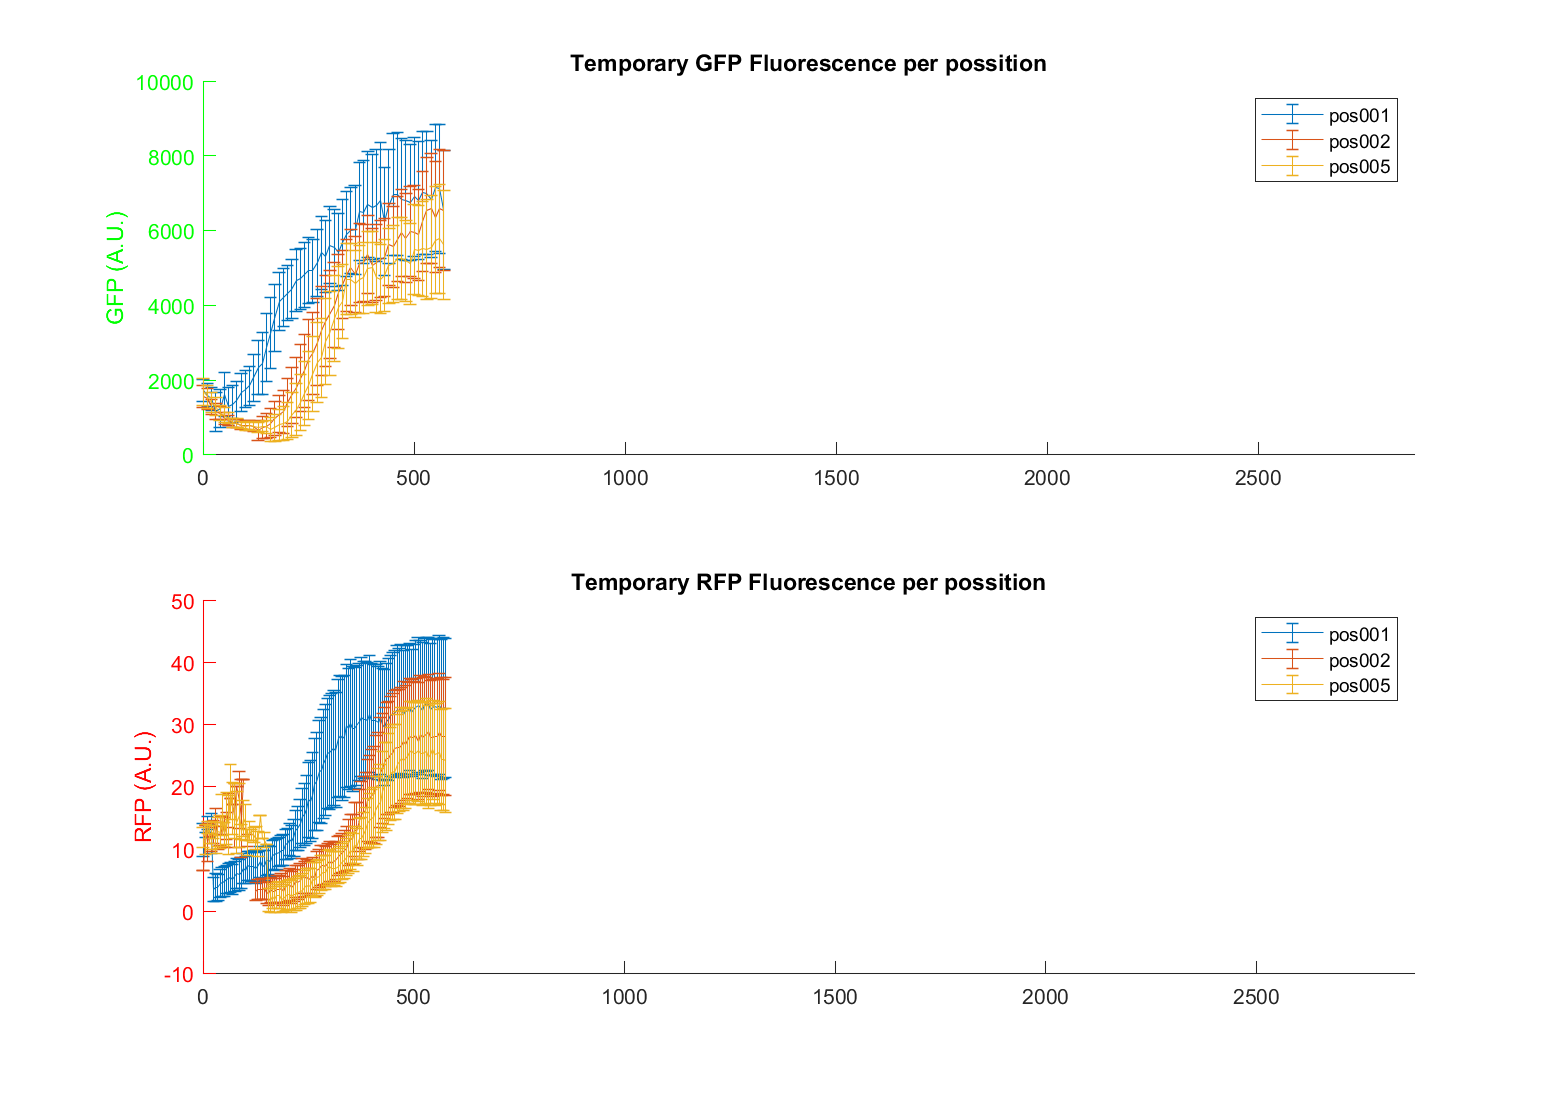 Temporary GFP Fluorescence per possition
10000
8000
6000
4000
2000
0
GFP (A.U.)
pos001
pos002
pos005
0 500 1000 1500 2000 2500
Temporary RFP Fluorescence per possition
50
40
30
20
10
0
-10
RFP (A.U.)
pos001
pos002
pos005
0 500 1000 1500 2000 2500